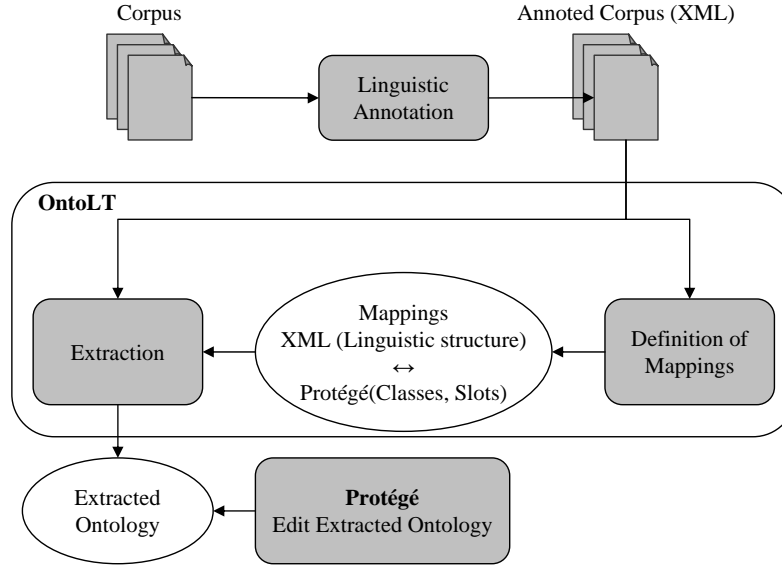 Corpus
Annoted Corpus (XML)
Linguistic
Annotation
OntoLT
Extraction
Mappings
XML (Linguistic structure)
↔
Protégé(Classes, Slots)
Definition of
Mappings
Extracted
Ontology
Protégé
Edit Extracted Ontology